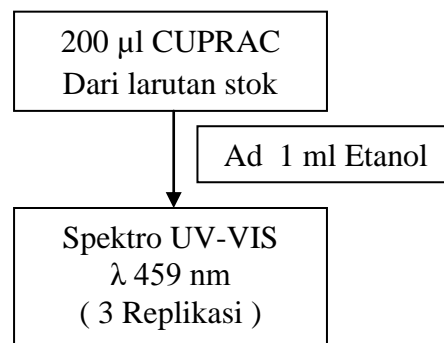 200 µl CUPRAC
Dari larutan stok
Ad 1 ml Etanol
Spektro UV-VIS
λ 459 nm
( 3 Replikasi )